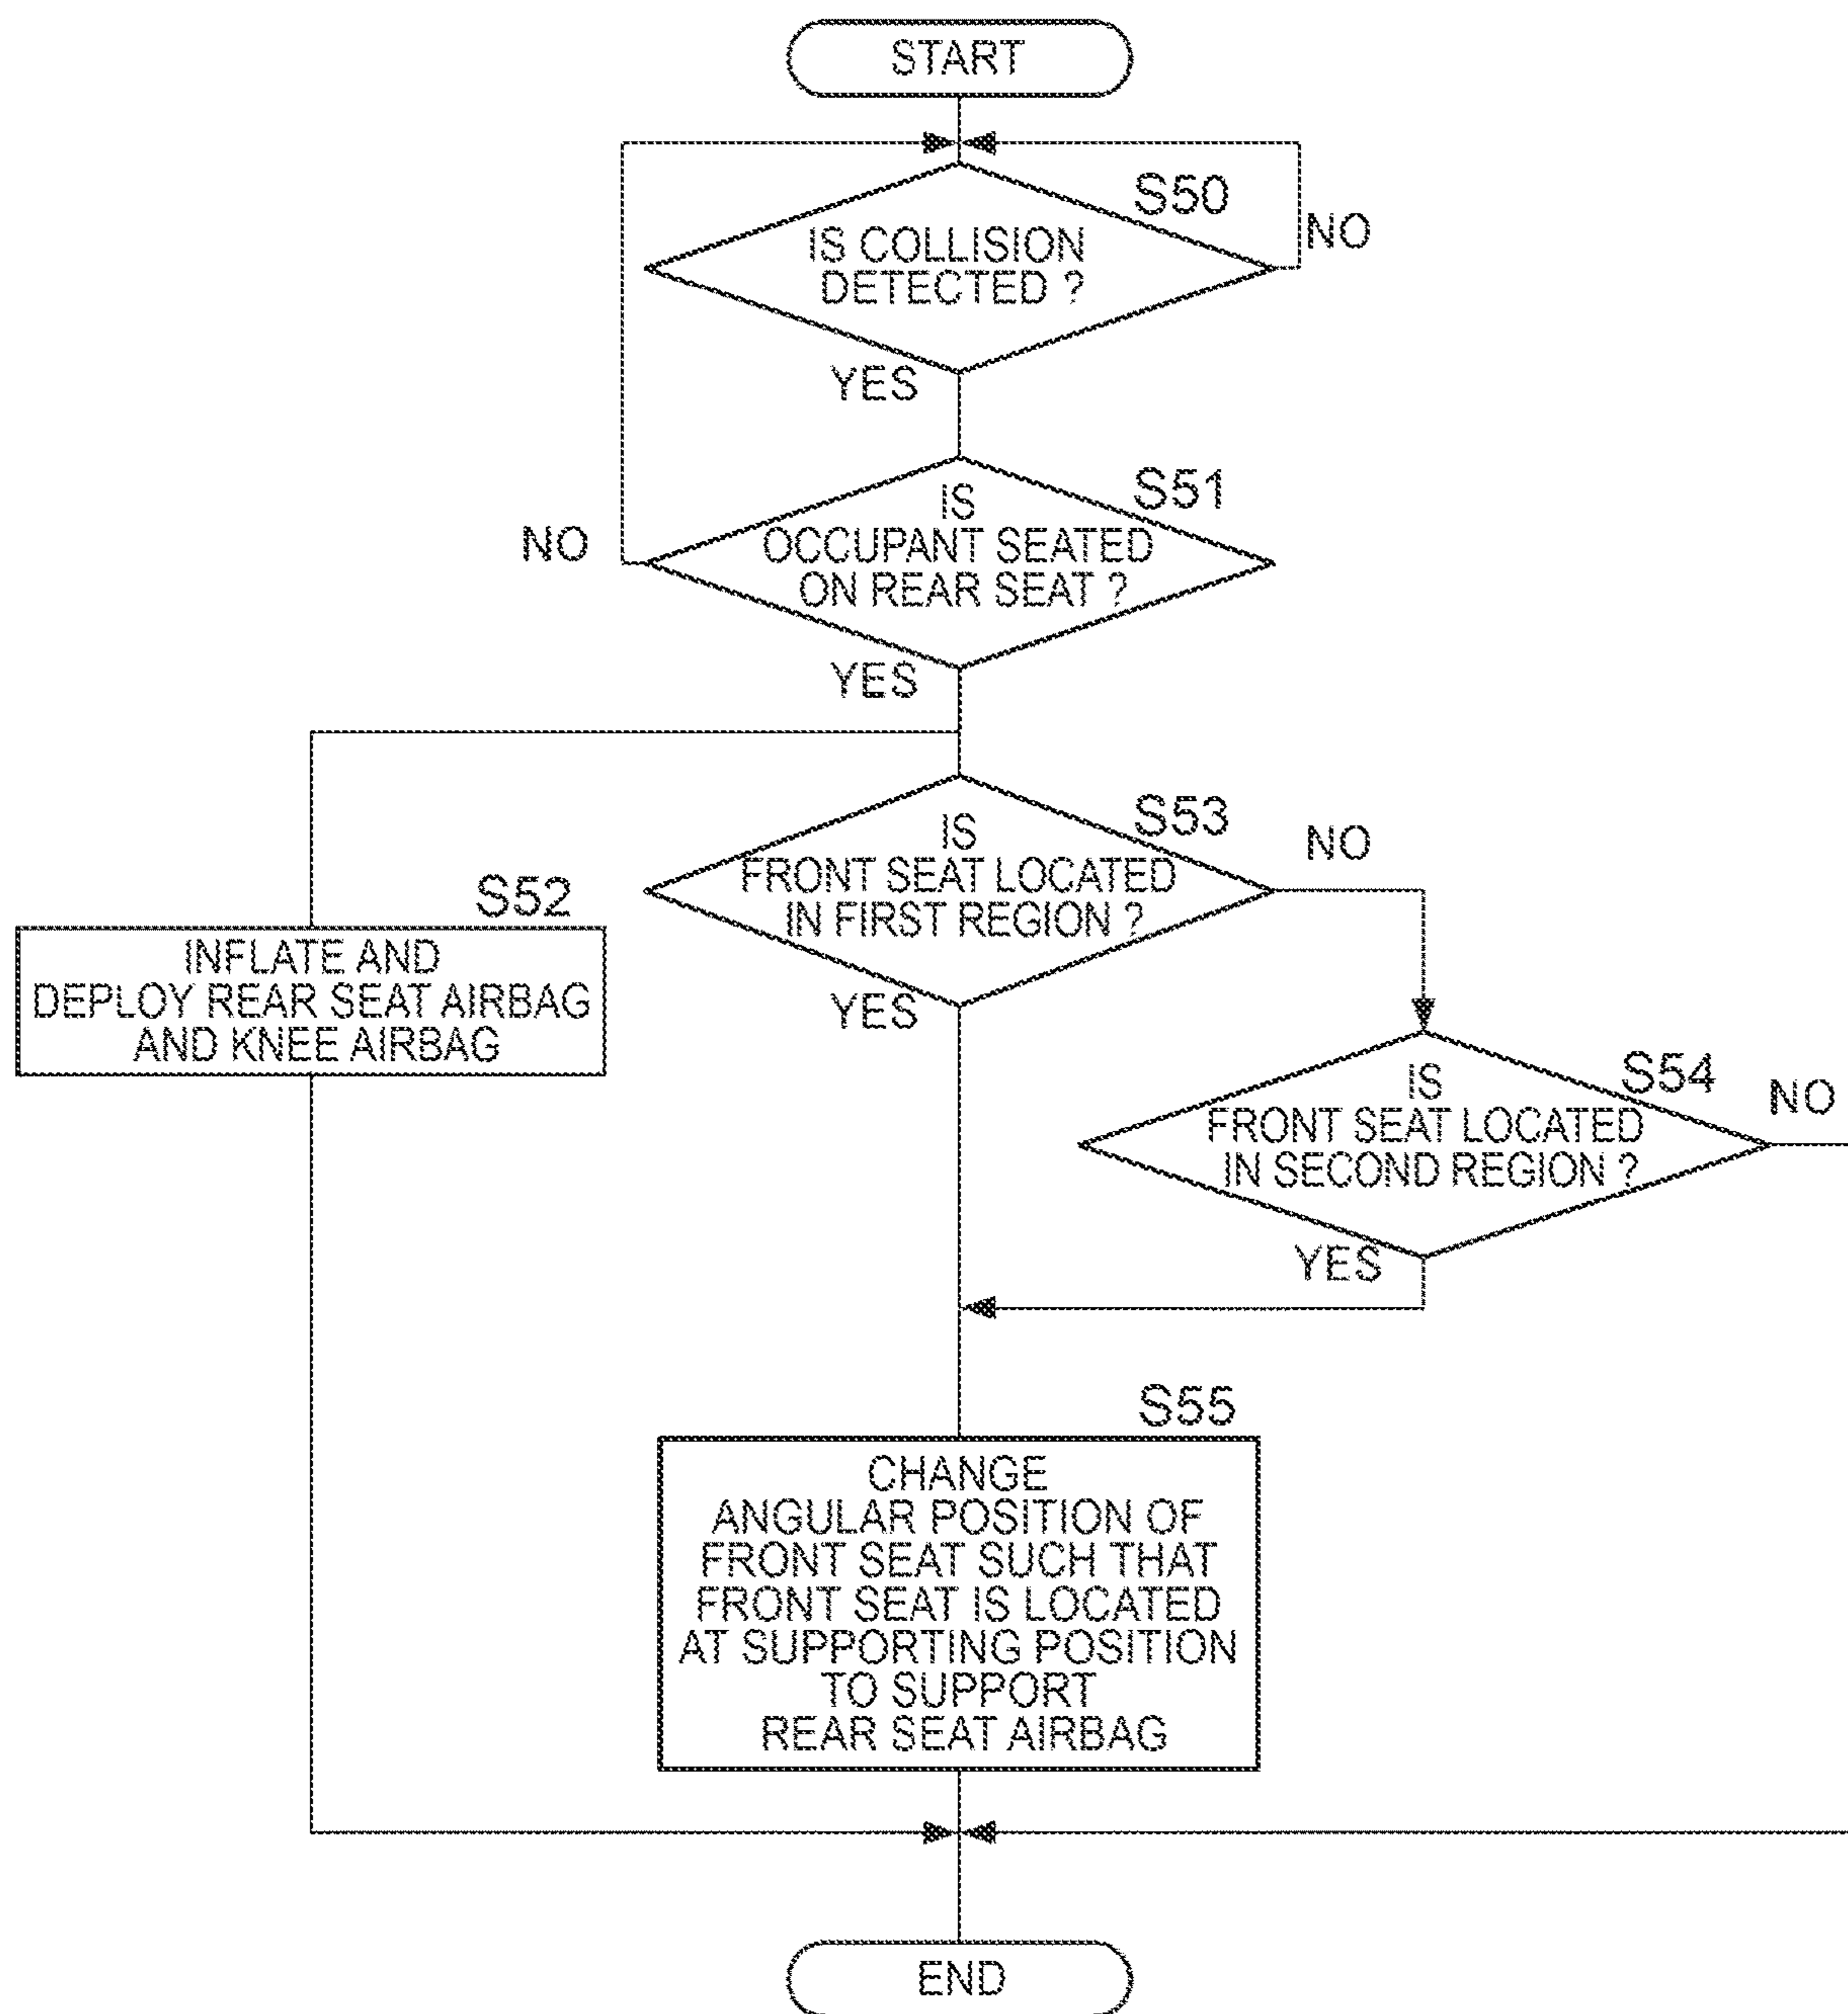 START
S50
IS COLLISION
DETECTED ?
NO
YES
S51
IS
OCCUPANT SEATED
ON REAR SEAT ?
NO
YES
S53
IS
FRONT SEAT LOCATED
IN FIRST REGION ?
NO
YES
S52
INFLATE AND
DEPLOY REAR SEAT AIRBAG
AND KNEE AIRBAG
S54
IS
FRONT SEAT LOCATED
IN SECOND REGION ?
NO
YES
S55
CHANGE
ANGULAR POSITION OF
FRONT SEAT SUCH THAT
FRONT SEAT IS LOCATED
AT SUPPORTING POSITION
TO SUPPORT
REAR SEAT AIRBAG
END